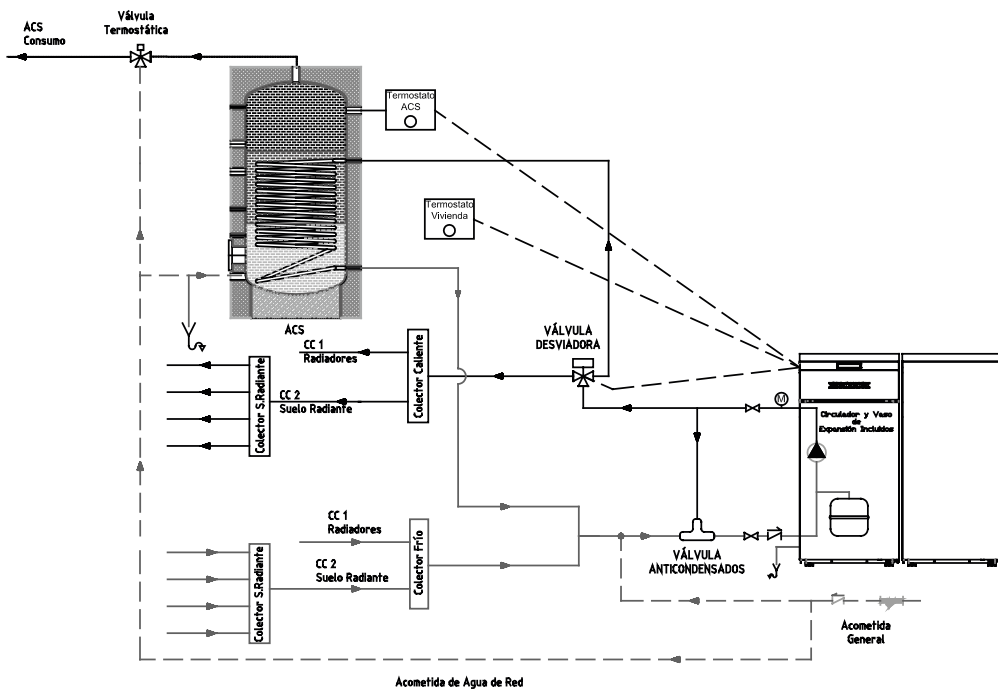 Válvula
Termostática
ACS
Consumo
Termostato
ACS
Termostato
Vivienda
ACS
VÁLVULA
DESVIADORA
CC 1
Radiadores
Colector Caliente
Colector S.Radiante
CC 2
Suelo Radiante
M
Circulador y Vaso
de
Expansión Incluidos
CC 1
Radiadores
Colector Frío
Colector S.Radiante
CC 2
Suelo Radiante
VÁLVULA
ANTICONDENSADOS
Acometida
General
Acometida de Agua de Red